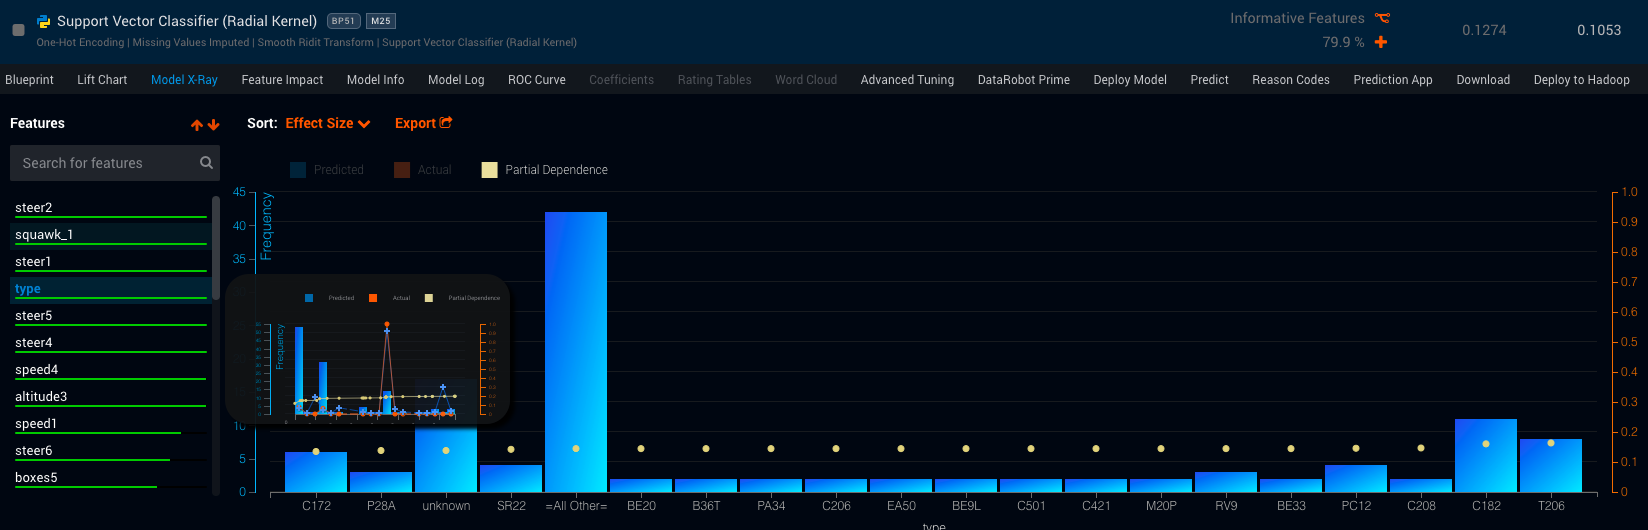 Support Vector Classifier (Radial Kernel) BP51 M25
One-Hot Encoding | Missing Values Imputed | Smooth Ridit Transform | Support Vector Classifier (Radial Kernel)
Informative Features
79.9 %
0.1274
0.1053
Blueprint Lift Chart Model X-Ray Feature Impact Model Info Model Log ROC Curve Coefficients Rating Tables Word Cloud Advanced Tuning DataRobot Prime Deploy Model Predict Reason Codes Prediction App Download Deploy to Hadoop
Features
Search for features
steer2
squawk_1
steer1
type
steer5
steer4
speed4
altitude3
speed1
steer6
boxes5
Sort: Effect Size Export
Predicted Actual Partial Dependence
45
40
35
10
5
0
Frequency
Predicted Actual Partial Dependence
Frequency
1.0
0.9
0.8
0.7
0.6
0.5
0.4
0.3
0.2
0.1
0
C172 P28A unknown SR22 =All Other= BE20 B36T PA34 C206 EA50 BE9L C501 C421 M20P RV9 BE33 PC12 C208 C182 T206
type